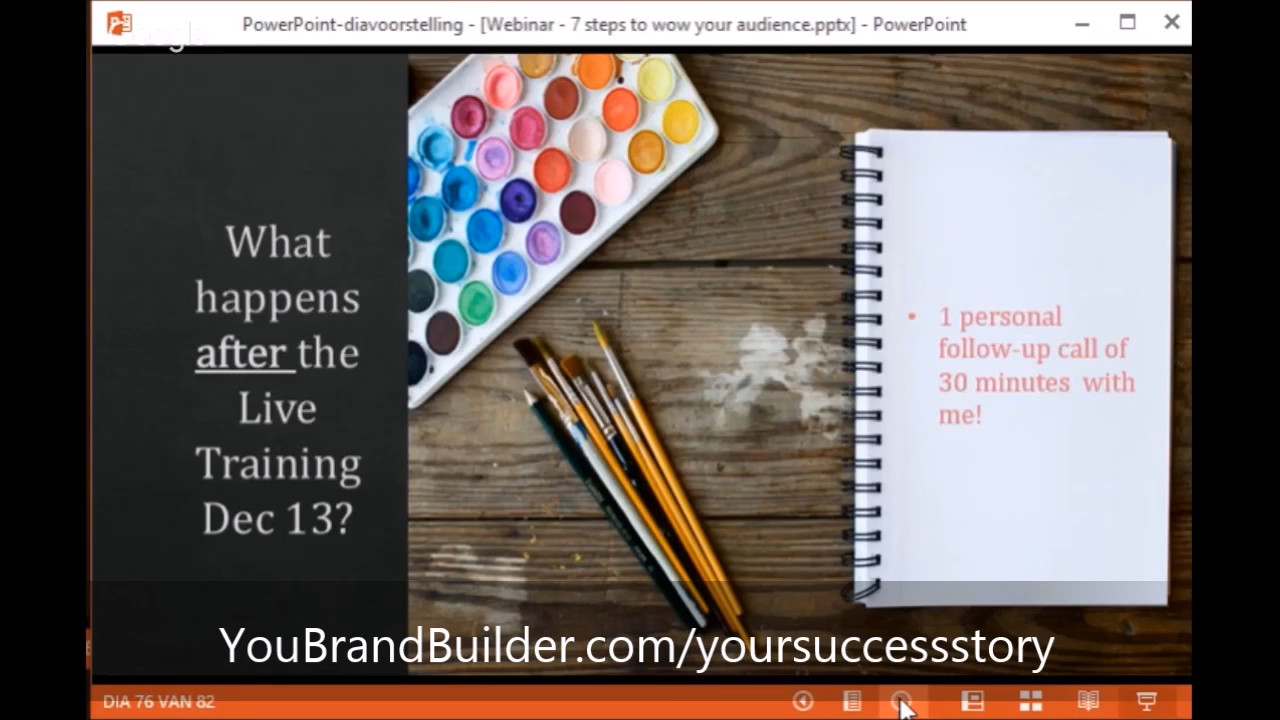 PowerPoint-diavoorstelling - [Webinar - 7 steps to wow your audience.pptx] - PowerPoint
What
happens
after the
Live
Training
Dec 13?
• 1 personal
follow-up call of
30 minutes with
me!
YouBrandBuilder.com/yoursuccessstory
DIA 76 VAN 82